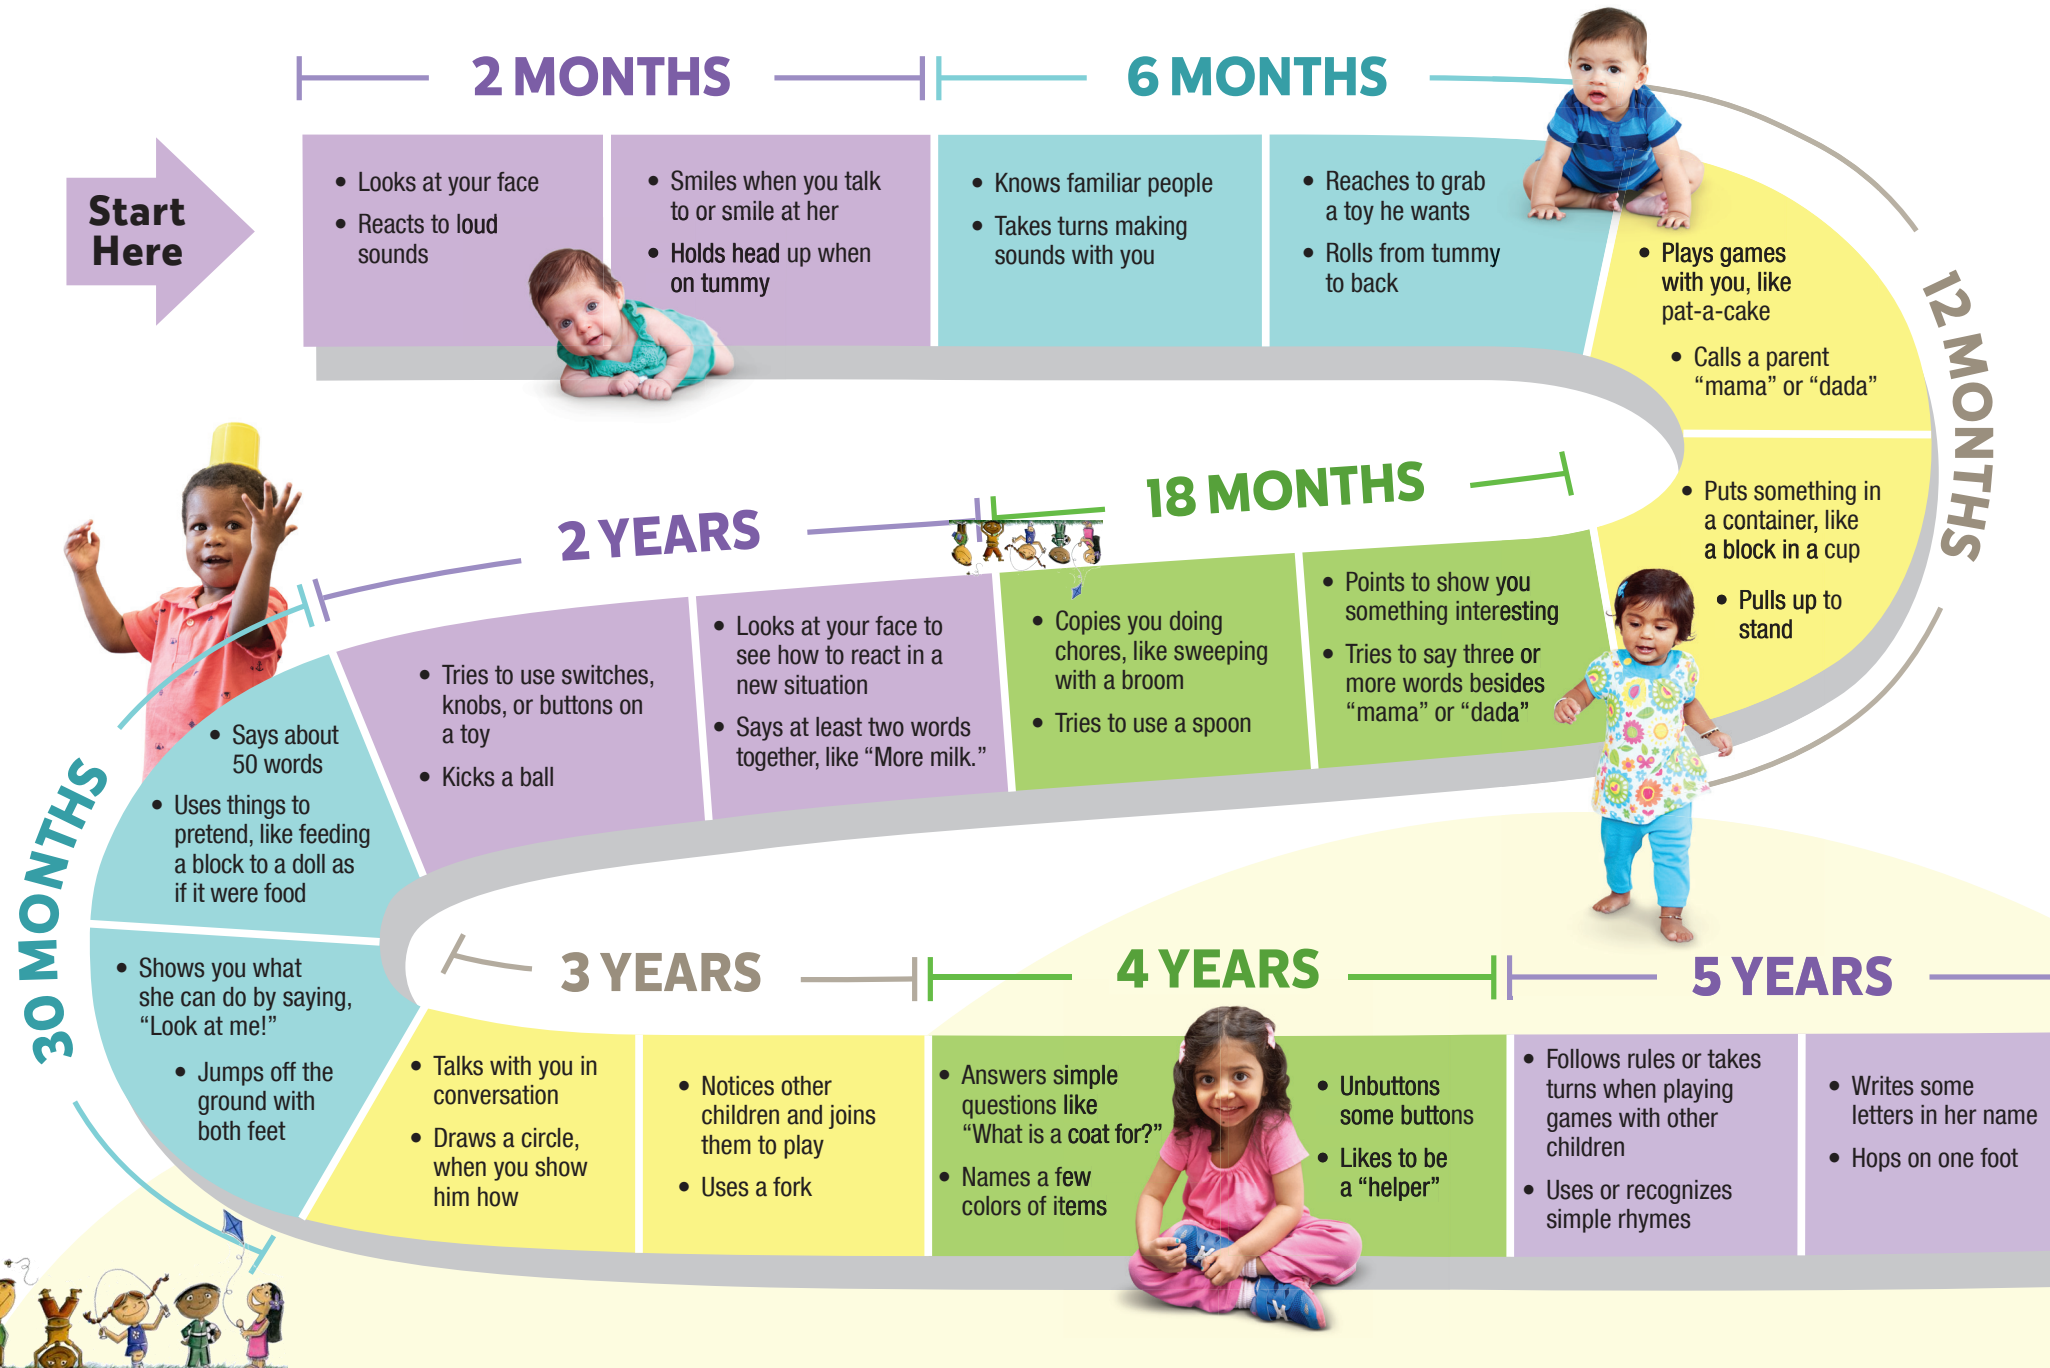 Start
Here
2 MONTHS
• Looks at your face
• Reacts to loud
sounds
• Smiles when you talk
to or smile at her
• Holds head up when
on tummy
6 MONTHS
• Knows familiar people
• Takes turns making
sounds with you
• Reaches to grab
a toy he wants
• Rolls from tummy
to back
12 MONTHS
• Plays games
with you, like
pat-a-cake
• Calls a parent
“mama” or “dada”
• Puts something in
a container, like
a block in a cup
• Pulls up to
stand
18 MONTHS
• Points to show you
something interesting
• Tries to say three or
more words besides
“mama” or “dada”
• Copies you doing
chores, like sweeping
with a broom
• Tries to use a spoon
2 YEARS
• Looks at your face to
see how to react in a
new situation
• Says at least two words
together, like “More milk.”
• Tries to use switches,
knobs, or buttons on
a toy
• Kicks a ball
30 MONTHS
• Says about
50 words
• Uses things to
pretend, like feeding
a block to a doll as
if it were food
• Shows you what
she can do by saying,
“Look at me!”
• Jumps off the
ground with
both feet
3 YEARS
• Talks with you in
conversation
• Draws a circle,
when you show
him how
• Notices other
children and joins
them to play
• Uses a fork
4 YEARS
• Answers simple
questions like
“What is a coat for?”
• Names a few
colors of items
• Unbuttons
some buttons
• Likes to be
a “helper”
5 YEARS
• Follows rules or takes
turns when playing
games with other
children
• Uses or recognizes
simple rhymes
• Writes some
letters in her name
• Hops on one foot